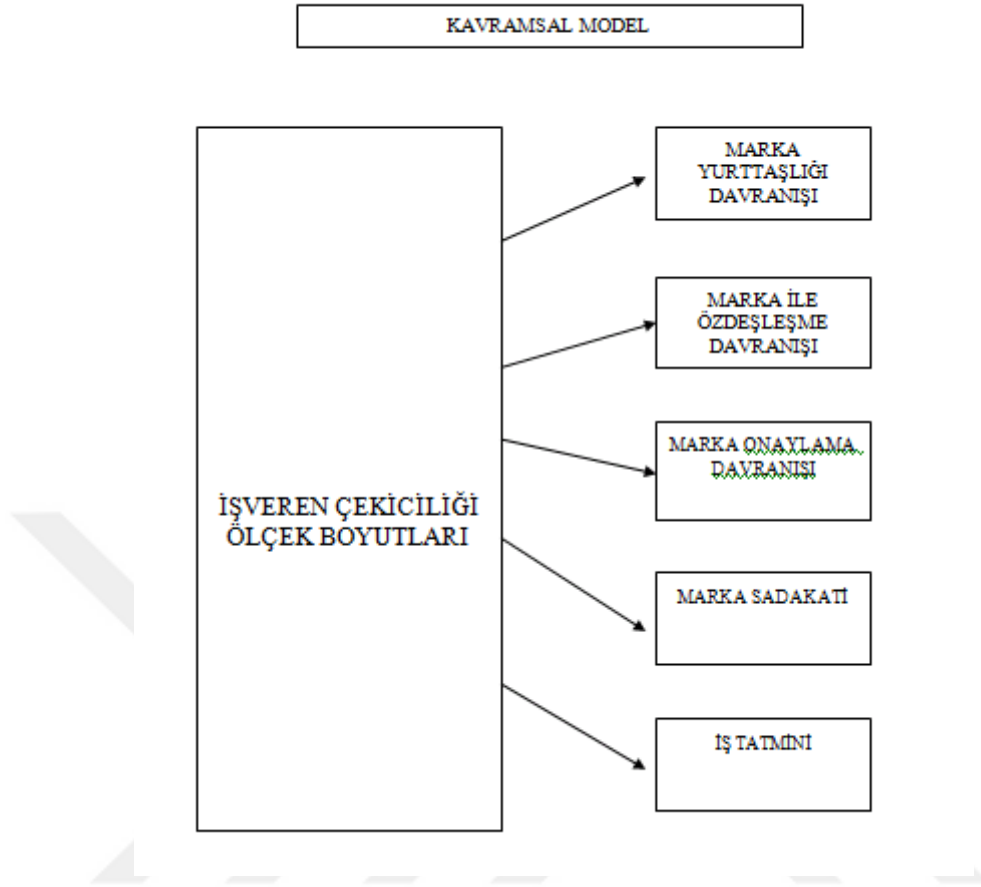 KAVRAMSAL MODEL
MARKA
YURTTAŞLIĞI
DAVRANIŞI
MARKA İLE
ÖZDEŞLEŞME
DAVRANIŞI
MARKA ONAYLAMA
DAVRANIŞI
İŞVEREN ÇEKİCİLİĞİ
ÖLÇEK BOYUTLARI
MARKA SADAKATİ
İŞ TATMİNİ